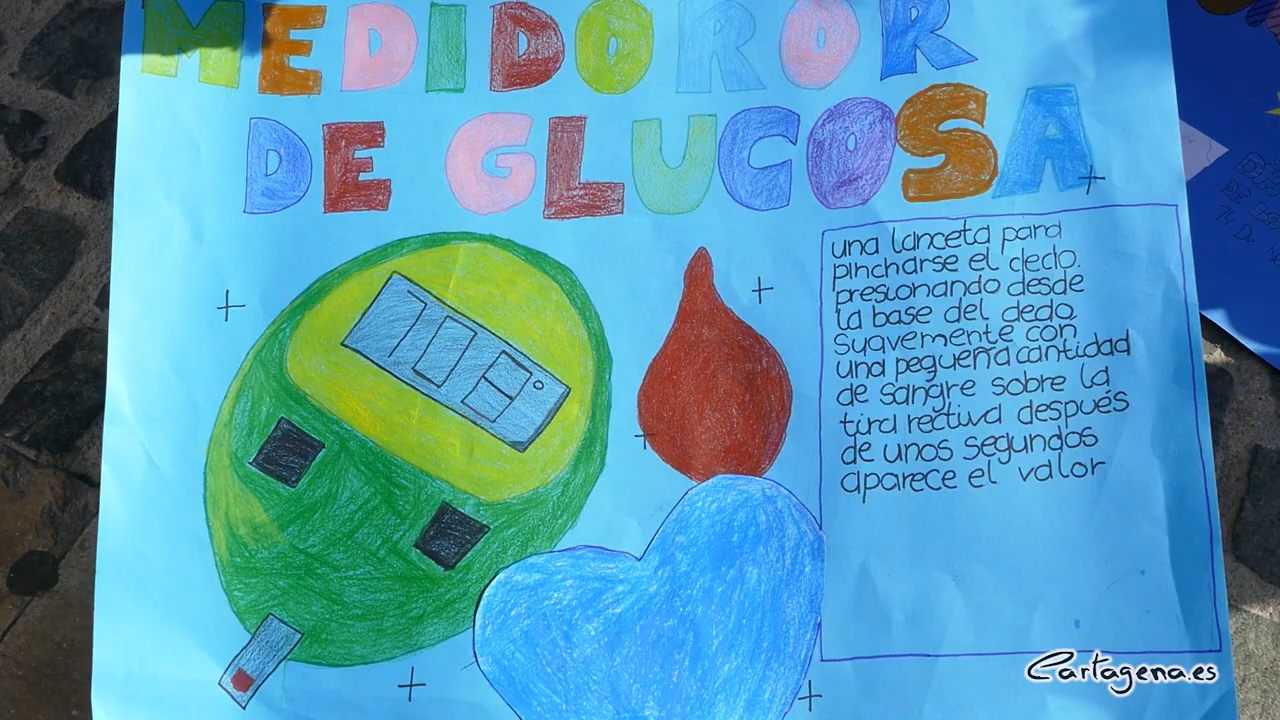 MEDIDOROR
DE GLUCOSA
una lanceta para
pincharse el dedo.
presionando desde
la base del dedo
suavemente con
una pequeña cantidad
de sangre sobre la
tira rectiva después
de unos segundos
aparece el valor
108°
Cartagena.es